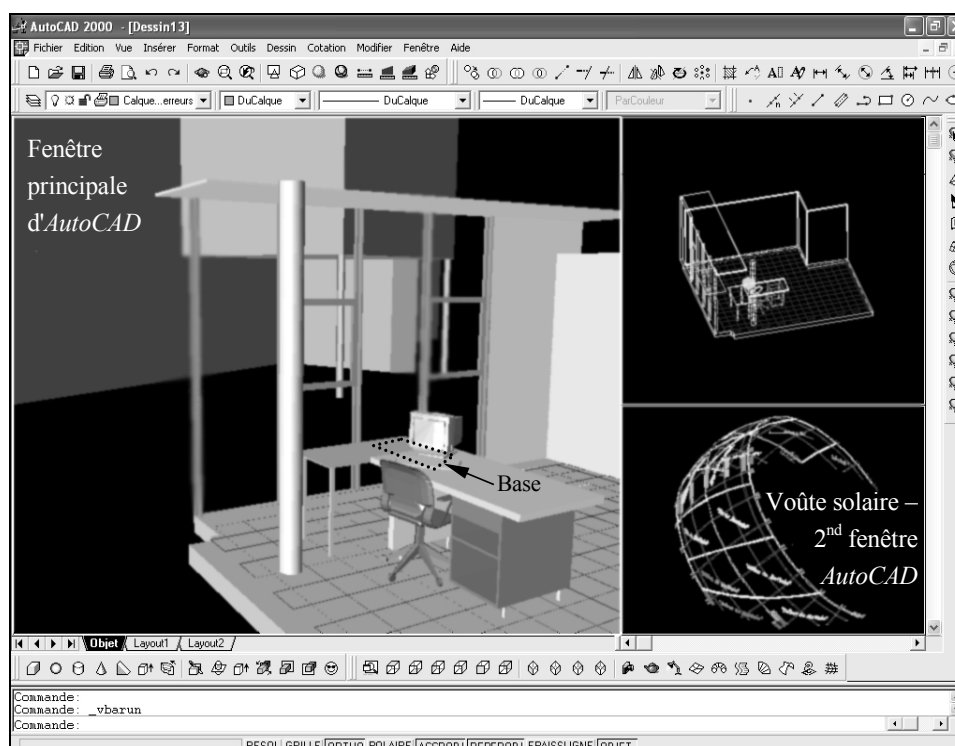 AutoCAD 2000 - [Dessin13]
Fichier Edition Vue Insérer Format Outils Dessin Cotation Modifier Fenêtre Aide
Calque...erreurs DuCalque DuCalque DuCalque ParCouleur
Fenêtre
principale
d'AutoCAD
Base
Voûte solaire –
2nd fenêtre
AutoCAD
Objet Layout1 Layout2
Commande:
Commande: _vbarun
Commande:
RESOL GRILLE ORTHO POLAIRE ACCROBJ REPEROBJ EPAISSLIGNE OBJET